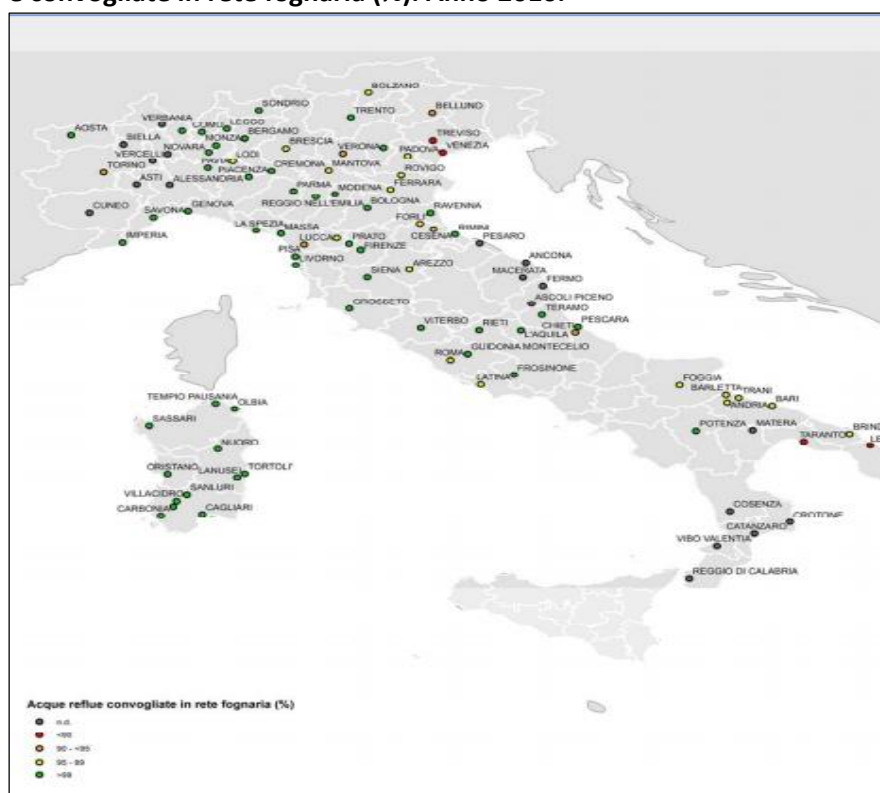 e convogliate in rete fognaria (%). Anno
BOLZANO
SONDRIO
BELLUNO
VERBANIA
TRENTO
COMO
LECCO
AOSTA
BIELLA
MONZA
BERGAMO
TREVISO
NOVARA
BRESCIA
VERONA
PADOVA
VENEZIA
VERCELLI
LODI
TORINO
PAVIA
PIACENZA
CREMONA
MANTOVA
ROVIGO
ASTI
ALESSANDRIA
PARMA
MODENA
FERRARA
CUNEO
SAVONA
GENOVA
REGGIO NELL'EMILIA
BOLOGNA
RAVENNA
LA SPEZIA
MASSA
FORLI'
IMPERIA
LUCCA
PRATO
CESENA
RIMINI
PESARO
PISA
FIRENZE
LIVORNO
AREZZO
ANCONA
SIENA
MACERATA
FERMO
GROSSETO
ASCOLI PICENO
TERAMO
VITERBO
RIETI
CHIETI
PESCARA
L'AQUILA
ROMA
GUIDONIA MONTECELIO
LATINA
FROSINONE
FOGGIA
BARLETTA
TRANI
TEMPIO PAUSANIA
OLBIA
ANDRIA
BARI
SASSARI
POTENZA
MATERA
BRIND
NUORO
TARANTO
LE
ORISTANO
LANUSEI
TORTOLI'
VILLACIDRO
SANLURI
CARBONIA
CAGLIARI
COSENZA
CROTONE
CATANZARO
VIBO VALENTIA
REGGIO DI CALABRIA
Acque reflue convogliate in rete fognaria (%)
n.d.
90 - <95
95 - 99
>99